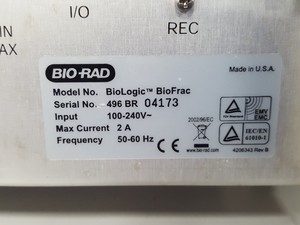 I/O
REC
IN
AX
BIO-RAD
Made in U.S.A.
Model No. BioLogic™ BioFrac
Serial No. 496 BR 04173
Input 100-240V~
Max Current 2 A
Frequency 50-60 Hz
2002/96/EC
EMV
EMC
IEC/EN
61010-1
www.bio-rad.com
4206343 Rev B